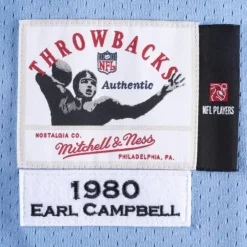 THROWBACKS
NFL
Authentic
NFL PLAYERS
NOSTALGIA CO.
Mitchell & Ness
PHILADELPHIA, PA.
1980
EARL CAMPBELL